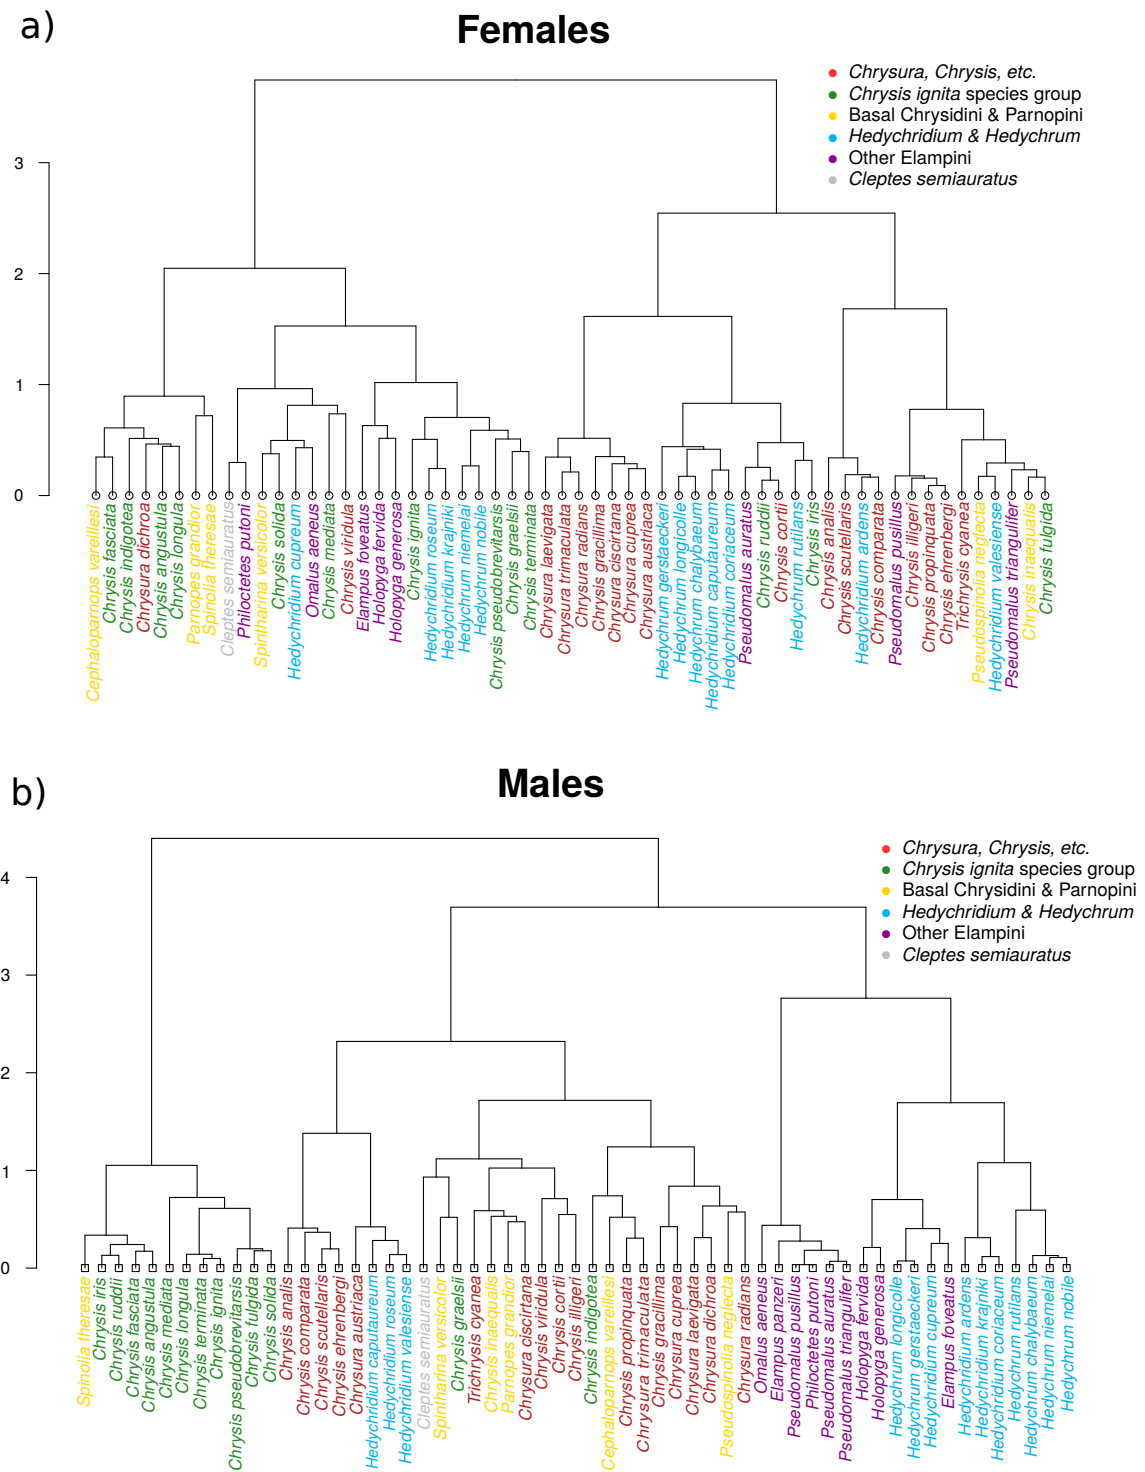 a)
Females
Chrysura, Chrysis, etc.
Chrysis ignita species group
Basal Chrysidini & Parnopini
Hedychridium & Hedychrum
Other Elampini
Cleptes semiauratus
3
2
1
0
Cephaloparnops vareillesi
Chrysis fasciata
Chrysis indigotea
Chrysura dichroa
Chrysis angustula
Chrysis longula
Parnopes grandior
Spinolia theresae
Cleptes semiauratus
Philoctetes putoni
Spintharina versicolor
Chrysis solida
Hedychridium cupreum
Omalus aeneus
Chrysis mediata
Chrysis viridula
Elampus foveatus
Holopyga fervida
Holopyga generosa
Chrysis ignita
Hedychridium roseum
Hedychridium krajniki
Hedychrum niemelai
Hedychrum nobile
Chrysis pseudobrevitarsis
Chrysis graelsii
Chrysis terminata
Chrysura laevigata
Chrysura trimaculata
Chrysura radians
Chrysis gracillima
Chrysura ciscirtana
Chrysura cuprea
Chrysura austriaca
Hedychrum gerstaeckeri
Hedychrum longicolle
Hedychrum chalybaeum
Hedychridium caputaureum
Hedychridium coriaceum
Pseudomalus auratus
Chrysis ruddii
Chrysis cortii
Hedychrum rutilans
Chrysis iris
Chrysis analis
Chrysis scutellaris
Hedychridium ardens
Chrysis comparata
Pseudomalus pusillus
Chrysis illigeri
Chrysis propinquata
Chrysis ehrenbergi
Trichrysis cyanea
Pseudospinolia neglecta
Hedychridium valesiense
Pseudomalus triangulifer
Chrysis inaequalis
Chrysis fulgida
b)
Males
Chrysura, Chrysis, etc.
Chrysis ignita species group
Basal Chrysidini & Parnopini
Hedychridium & Hedychrum
Other Elampini
Cleptes semiauratus
4
3
2
1
0
Spinolia theresae
Chrysis iris
Chrysis ruddii
Chrysis fasciata
Chrysis angustula
Chrysis mediata
Chrysis longula
Chrysis terminata
Chrysis ignita
Chrysis pseudobrevitarsis
Chrysis fulgida
Chrysis solida
Chrysis analis
Chrysis comparata
Chrysis scutellaris
Chrysis ehrenbergi
Chrysura austriaca
Hedychridium caputaureum
Hedychridium roseum
Hedychridium valesiense
Cleptes semiauratus
Spintharina versicolor
Chrysis graelsii
Trichrysis cyanea
Chrysis inaequalis
Parnopes grandior
Chrysura ciscirtana
Chrysis viridula
Chrysis cortii
Chrysis illigeri
Chrysis indigotea
Cephaloparnops vareillesi
Chrysis propinquata
Chrysura trimaculata
Chrysis gracillima
Chrysura cuprea
Chrysura laevigata
Chrysura dichroa
Pseudospinolia neglecta
Chrysura radians
Omalus aeneus
Elampus panzeri
Pseudomalus pusillus
Philoctetes putoni
Pseudomalus auratus
Pseudomalus triangulifer
Holopyga fervida
Holopyga generosa
Hedychrum longicolle
Hedychrum gerstaeckeri
Hedychridium cupreum
Elampus foveatus
Hedychridium ardens
Hedychridium krajniki
Hedychridium coriaceum
Hedychrum rutilans
Hedychrum chalybaeum
Hedychrum niemelai
Hedychrum nobile